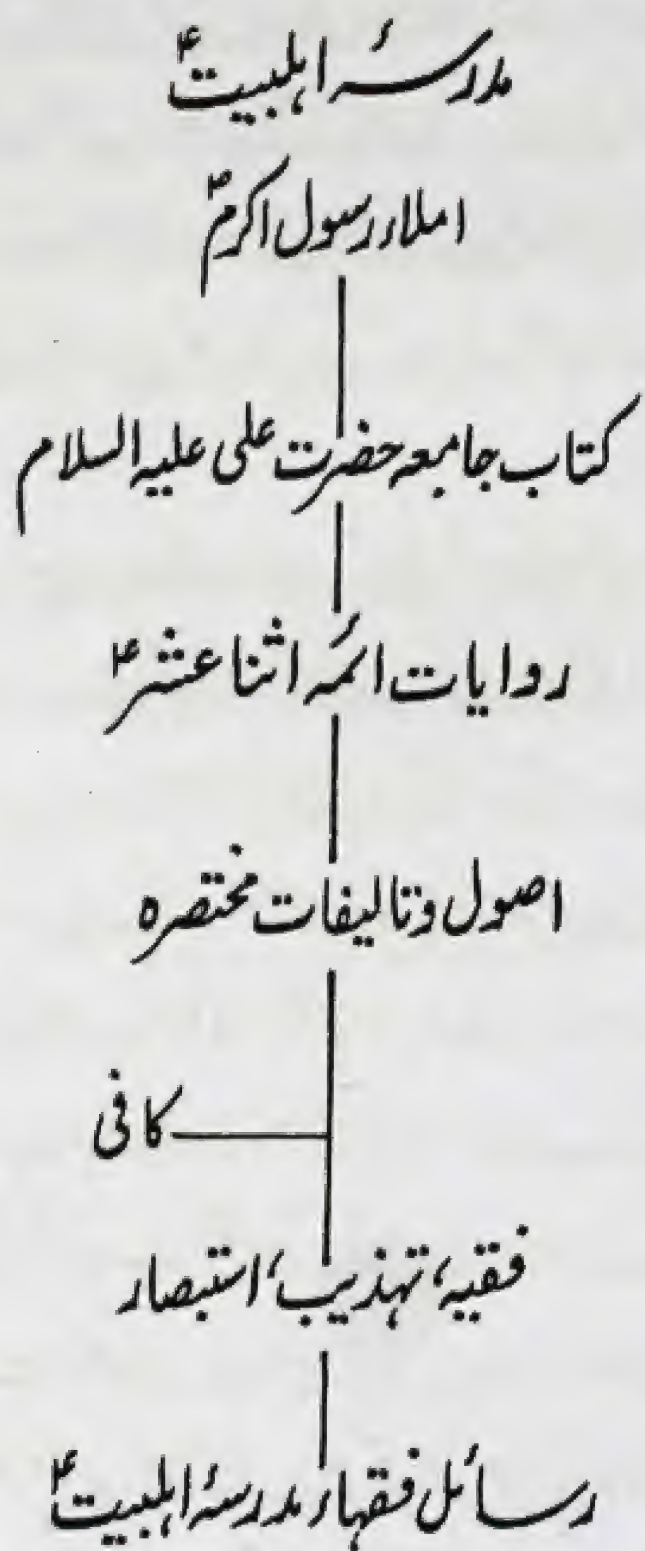 مدرسۂ اہلبیتؑ
املاء رسول اکرمؐ
کتاب جامعہ حضرت علی علیہ السلام
روایات ائمہ اثنا عشرؑ
اصول و تالیفات مختصرہ
کافی
فقیہ، تہذیب، استبصار
رسائل فقہاء مدرسۂ اہلبیتؑ